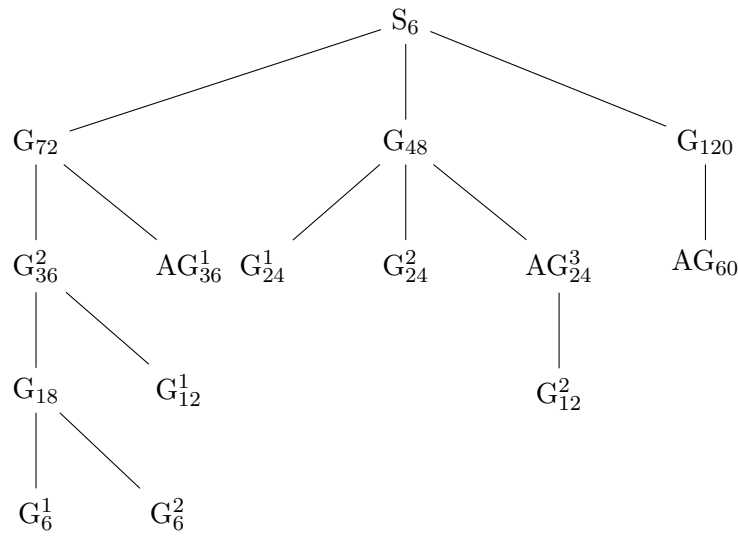 S₆
G₇₂ G₄₈ G₁₂₀
G²₃₆ AG¹₃₆ G¹₂₄ G²₂₄ AG³₂₄ AG₆₀
G₁₈ G¹₁₂ G²₁₂
G¹₆ G²₆